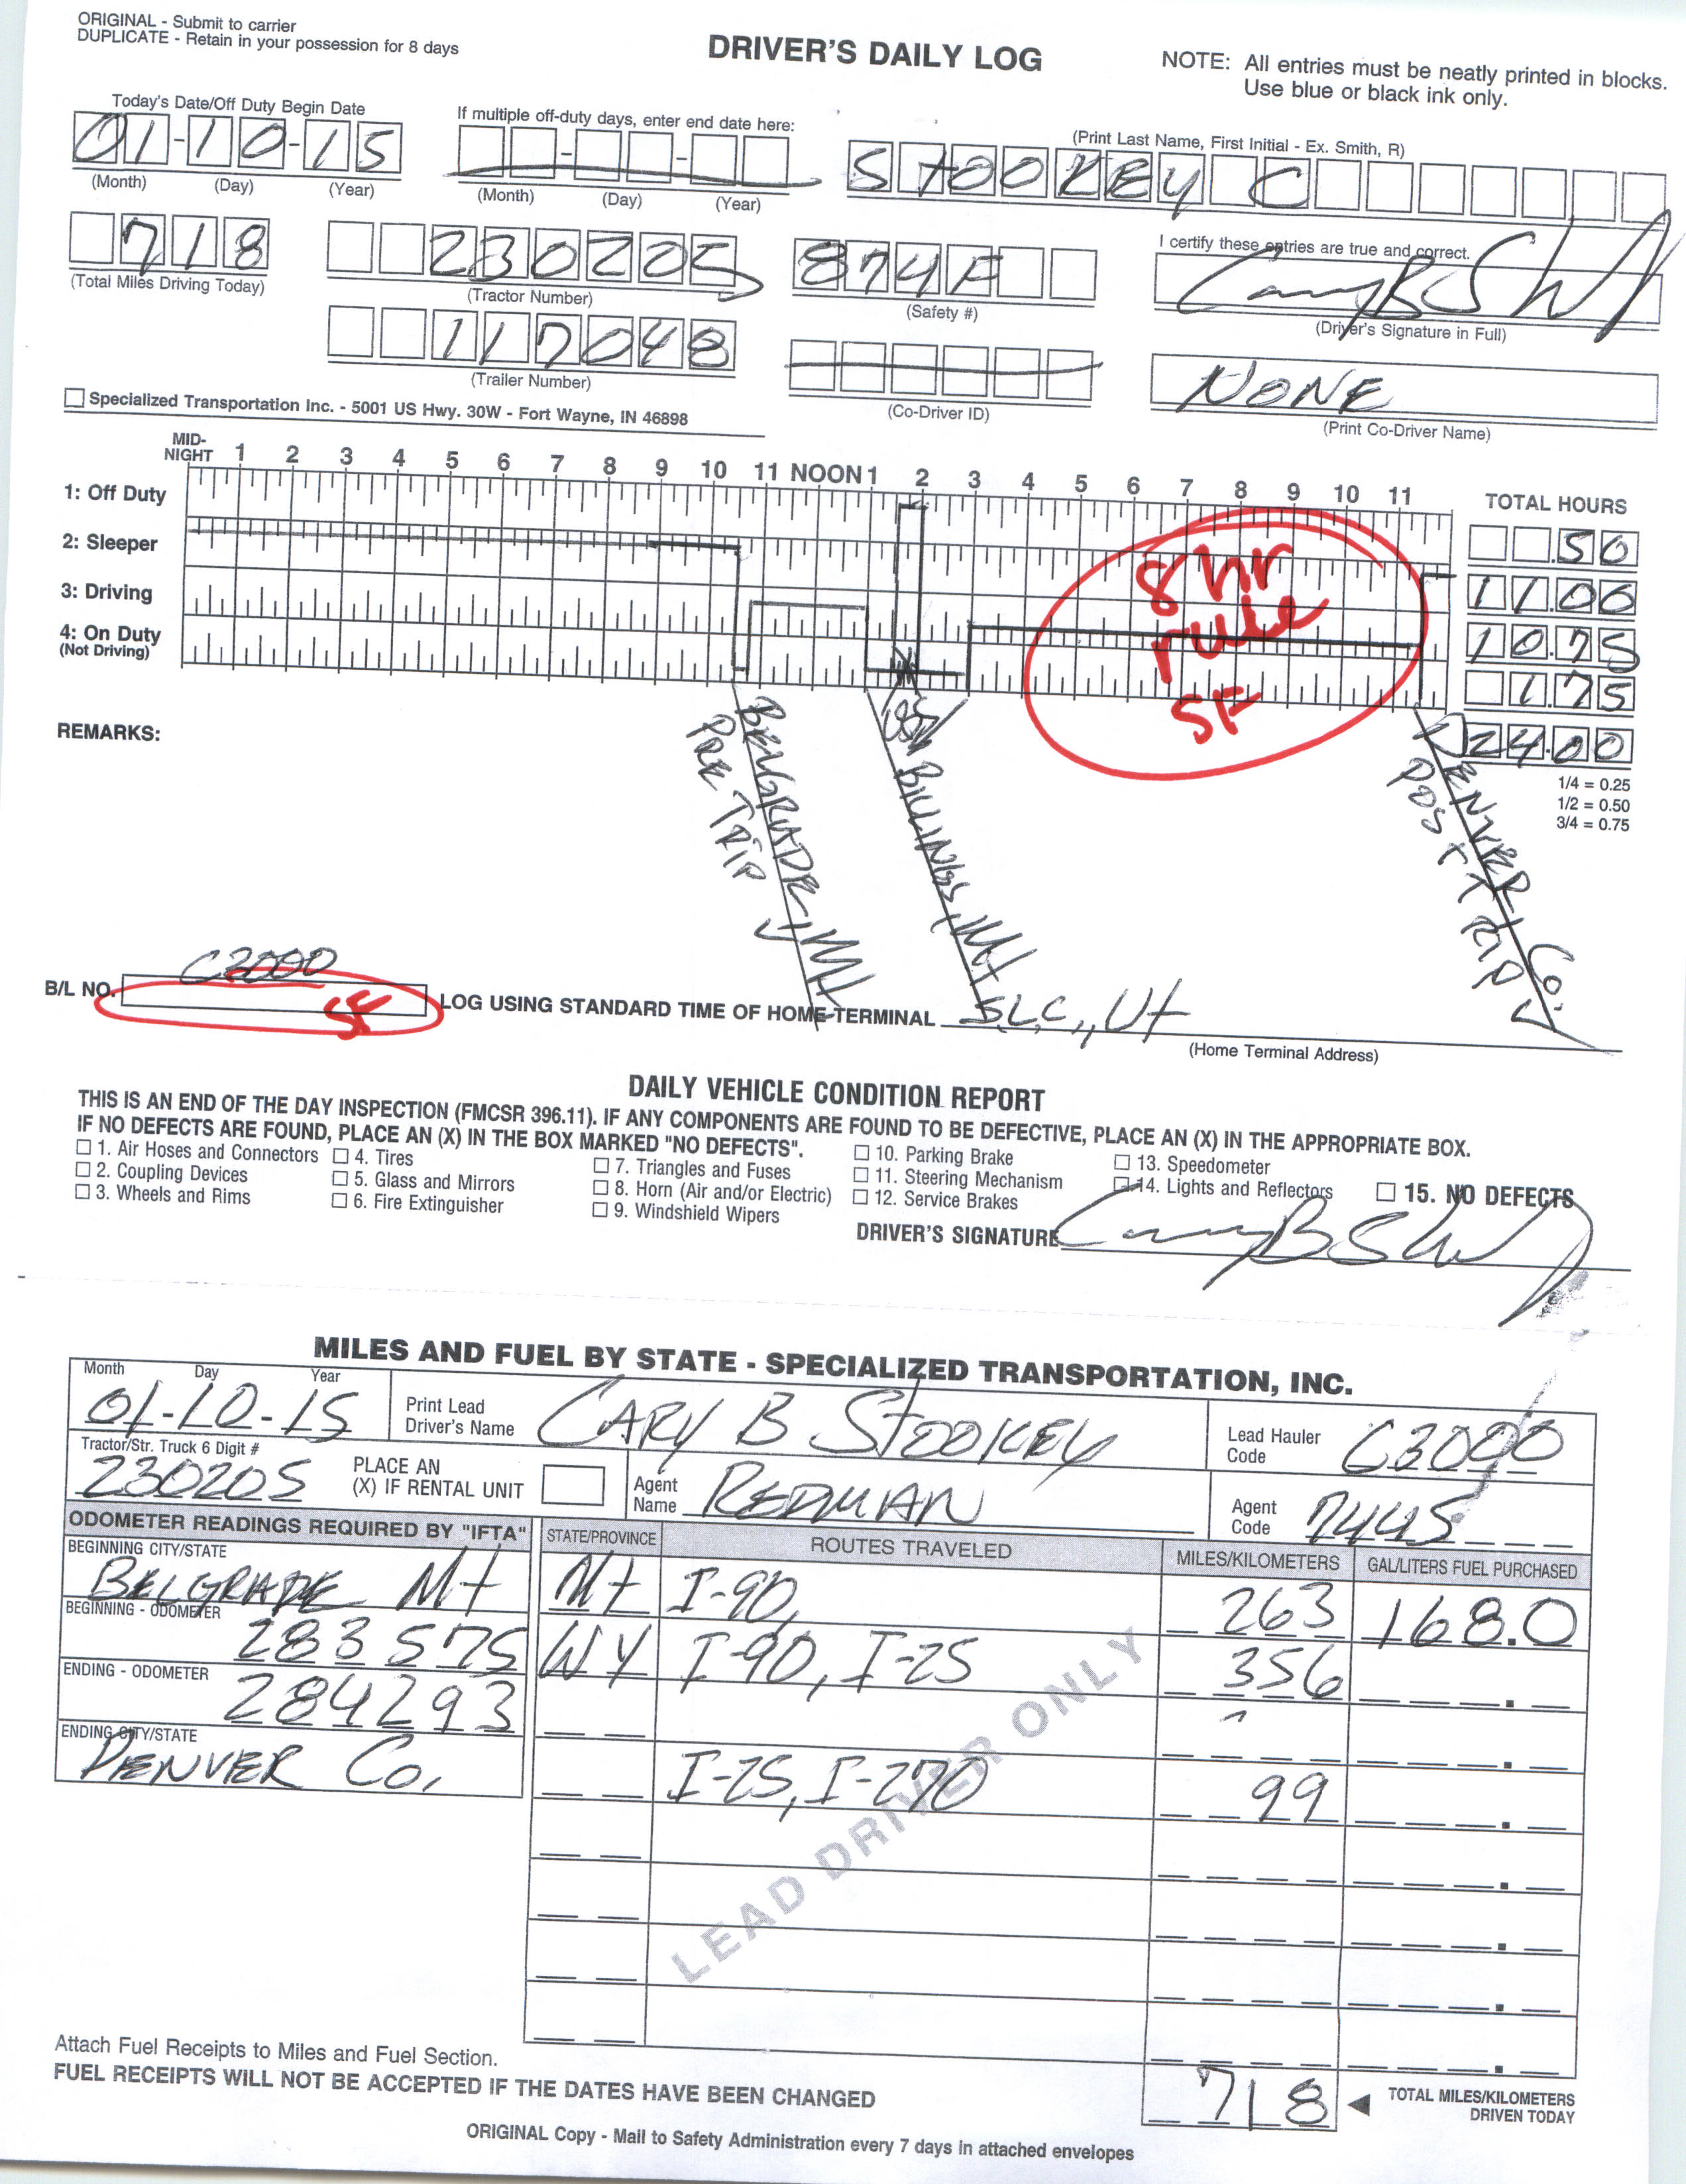 ORIGINAL - Submit to carrier
DUPLICATE - Retain in your possession for 8 days
DRIVER'S DAILY LOG
NOTE: All entries must be neatly printed in blocks.
Use blue or black ink only.
Today's Date/Off Duty Begin Date
01-10-15
(Month) (Day) (Year)
If multiple off-duty days, enter end date here:
(Month) (Day) (Year)
(Print Last Name, First Initial - Ex. Smith, R)
STOOKEY C
718
(Total Miles Driving Today)
230205
(Tractor Number)
874F
(Safety #)
I certify these entries are true and correct.
(Driver's Signature in Full)
117048
(Trailer Number)
(Co-Driver ID)
NONE
(Print Co-Driver Name)
Specialized Transportation Inc. - 5001 US Hwy. 30W - Fort Wayne, IN 46898
MID-NIGHT 1 2 3 4 5 6 7 8 9 10 11 NOON 1 2 3 4 5 6 7 8 9 10 11
TOTAL HOURS
1: Off Duty
.50
2: Sleeper
11.00
3: Driving
10.75
4: On Duty
(Not Driving)
1.75
24.00
1/4 = 0.25
1/2 = 0.50
3/4 = 0.75
8 hr
rule
SF
REMARKS:
BELGRADE, Mt
PRE TRIP
BILLINGS, Mt
DENVER, Co.
POST TRIP
C3000
B/L NO.
SF
LOG USING STANDARD TIME OF HOME TERMINAL SLC, Ut
(Home Terminal Address)
DAILY VEHICLE CONDITION REPORT
THIS IS AN END OF THE DAY INSPECTION (FMCSR 396.11). IF ANY COMPONENTS ARE FOUND TO BE DEFECTIVE, PLACE AN (X) IN THE APPROPRIATE BOX.
IF NO DEFECTS ARE FOUND, PLACE AN (X) IN THE BOX MARKED "NO DEFECTS".
1. Air Hoses and Connectors
2. Coupling Devices
3. Wheels and Rims
4. Tires
5. Glass and Mirrors
6. Fire Extinguisher
7. Triangles and Fuses
8. Horn (Air and/or Electric)
9. Windshield Wipers
10. Parking Brake
11. Steering Mechanism
12. Service Brakes
13. Speedometer
14. Lights and Reflectors
15. NO DEFECTS
DRIVER'S SIGNATURE
MILES AND FUEL BY STATE - SPECIALIZED TRANSPORTATION, INC.
Month Day Year
01-10-15
Print Lead
Driver's Name
CARY B STOOKEY
Lead Hauler
Code
C3000
Tractor/Str. Truck 6 Digit #
230205
PLACE AN
(X) IF RENTAL UNIT
Agent
Name
REDMAN
Agent
Code
7445
ODOMETER READINGS REQUIRED BY "IFTA"
STATE/PROVINCE ROUTES TRAVELED MILES/KILOMETERS GAL/LITERS FUEL PURCHASED
BEGINNING CITY/STATE
BELGRADE Mt
Mt I-90, 263 168.0
BEGINNING - ODOMETER
283575
WY I-90, I-25 356
ENDING - ODOMETER
284293
ENDING CITY/STATE
DENVER Co.
I-25, I-270 99
LEAD DRIVER ONLY
Attach Fuel Receipts to Miles and Fuel Section.
FUEL RECEIPTS WILL NOT BE ACCEPTED IF THE DATES HAVE BEEN CHANGED
718
TOTAL MILES/KILOMETERS
DRIVEN TODAY
ORIGINAL Copy - Mail to Safety Administration every 7 days in attached envelopes